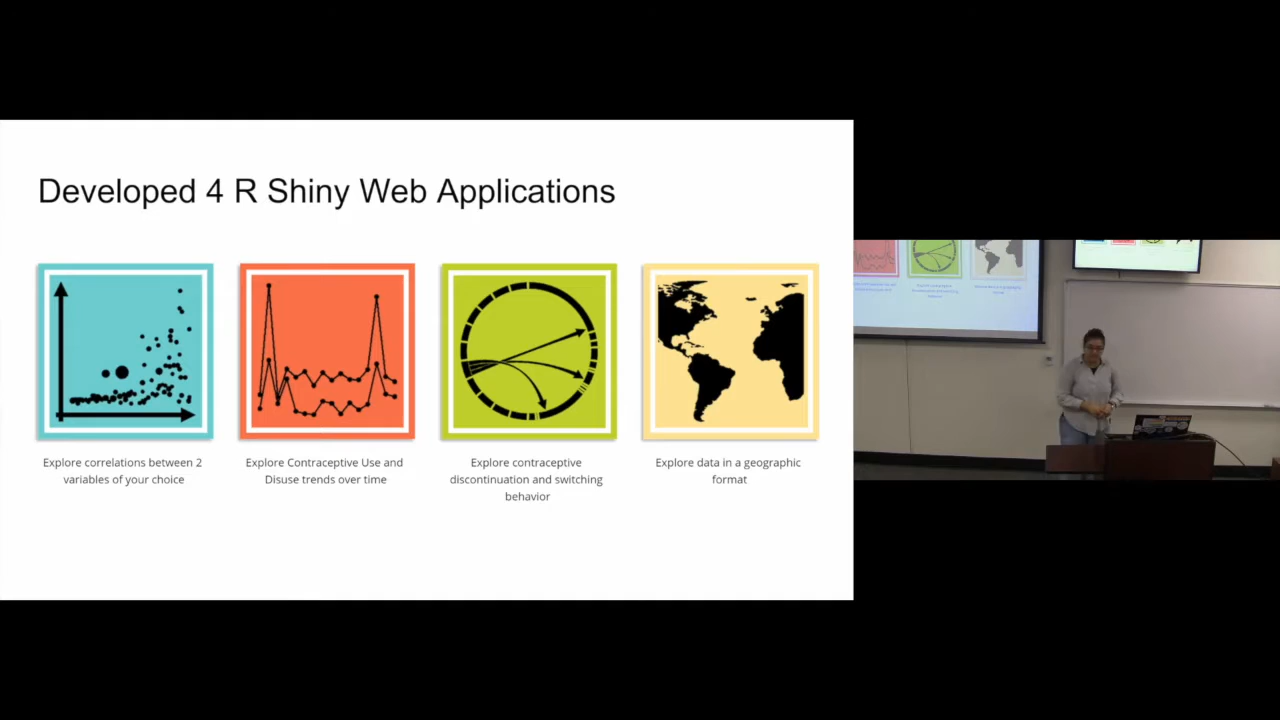 Developed 4 R Shiny Web Applications
Explore correlations between 2
variables of your choice
Explore Contraceptive Use and
Disuse trends over time
Explore contraceptive
discontinuation and switching
behavior
Explore data in a geographic
format